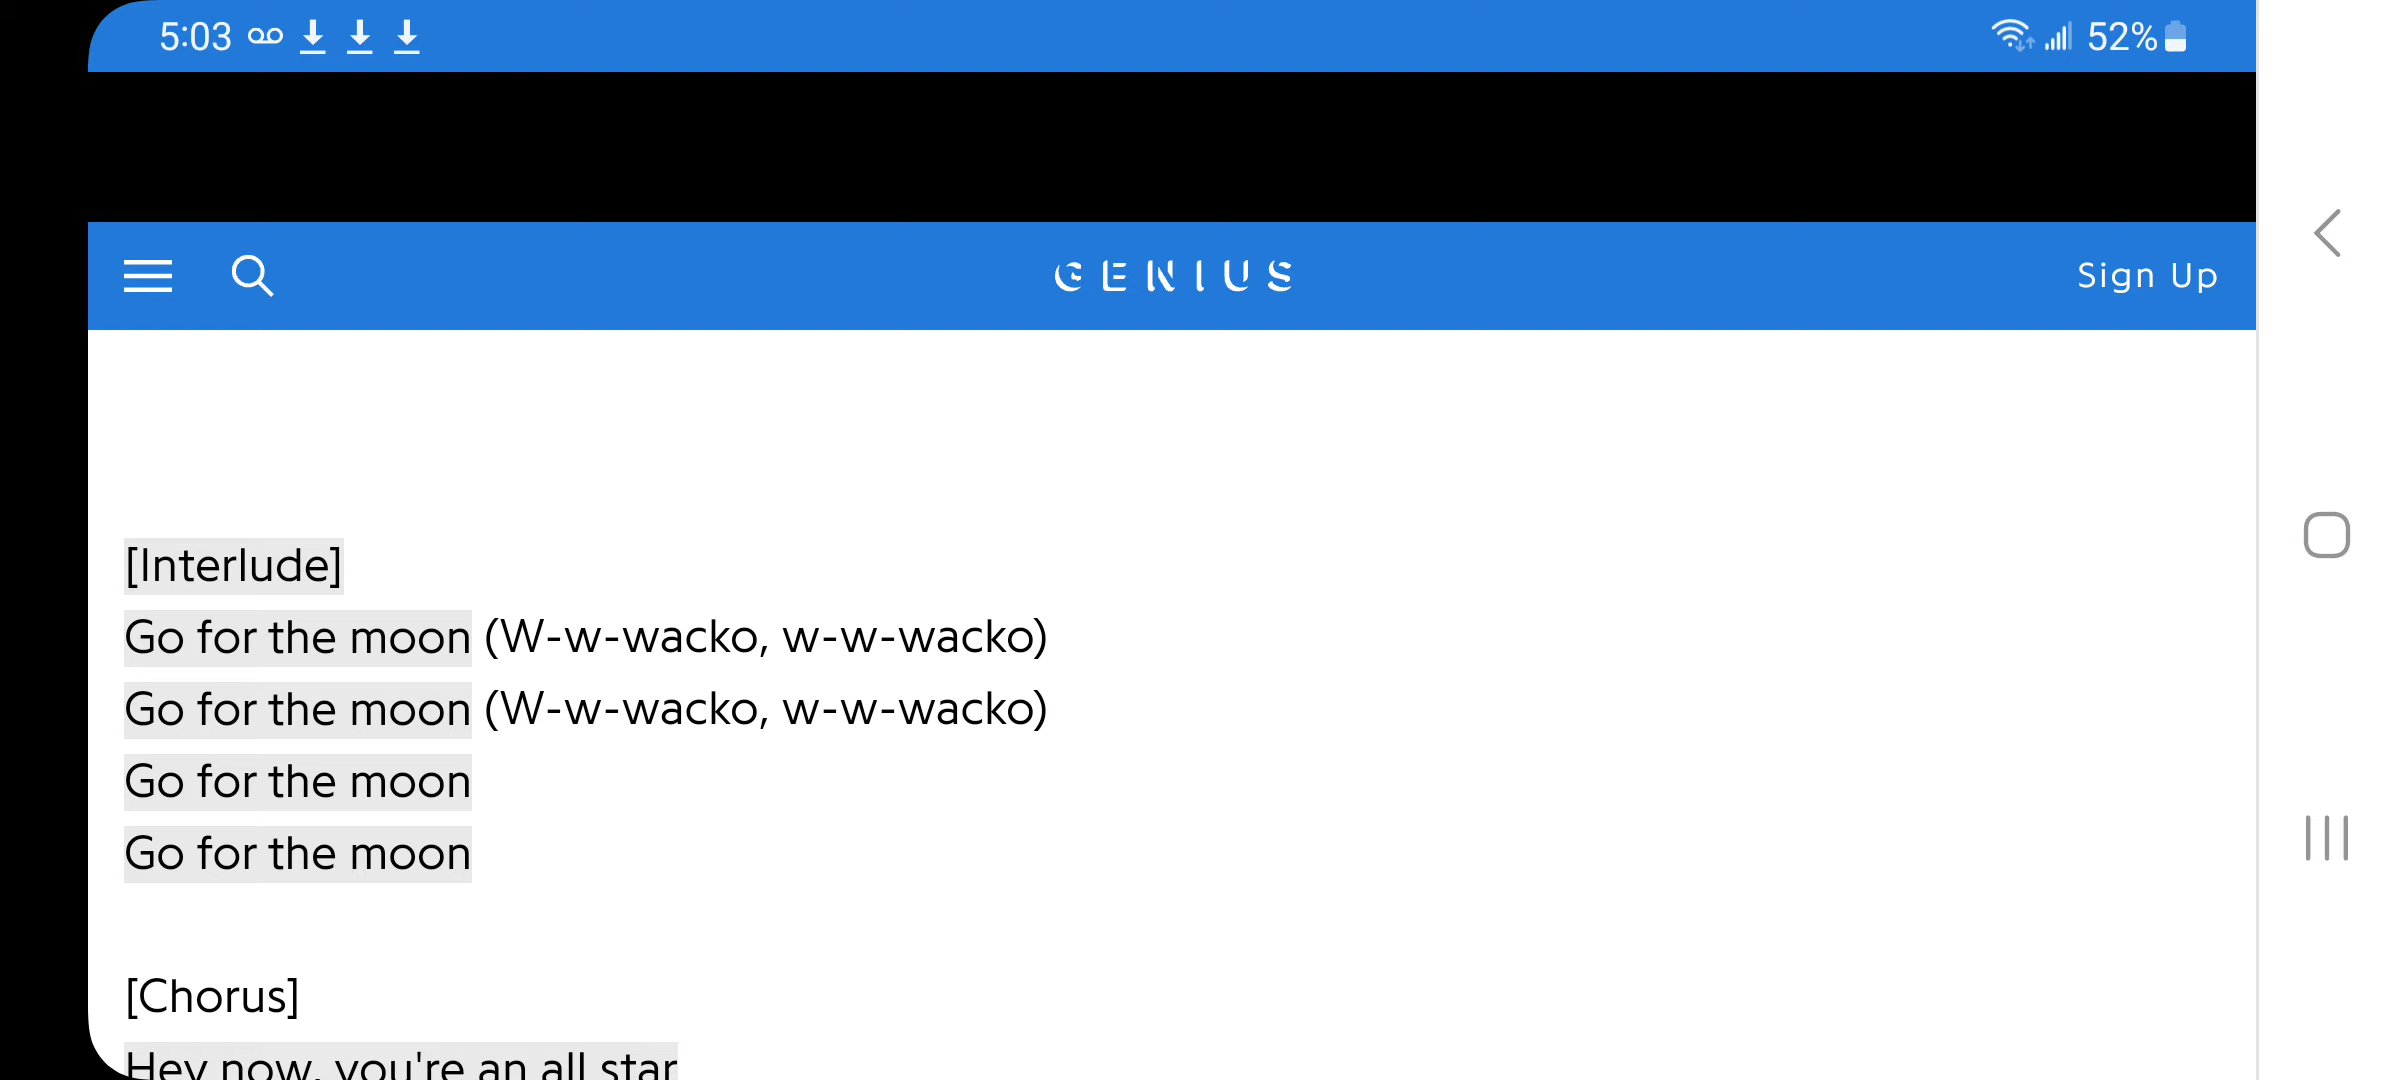 5:03 52%
GENIUS Sign Up
[Interlude]
Go for the moon (W-w-wacko, w-w-wacko)
Go for the moon (W-w-wacko, w-w-wacko)
Go for the moon
Go for the moon
[Chorus]
Hey now, you're an all star